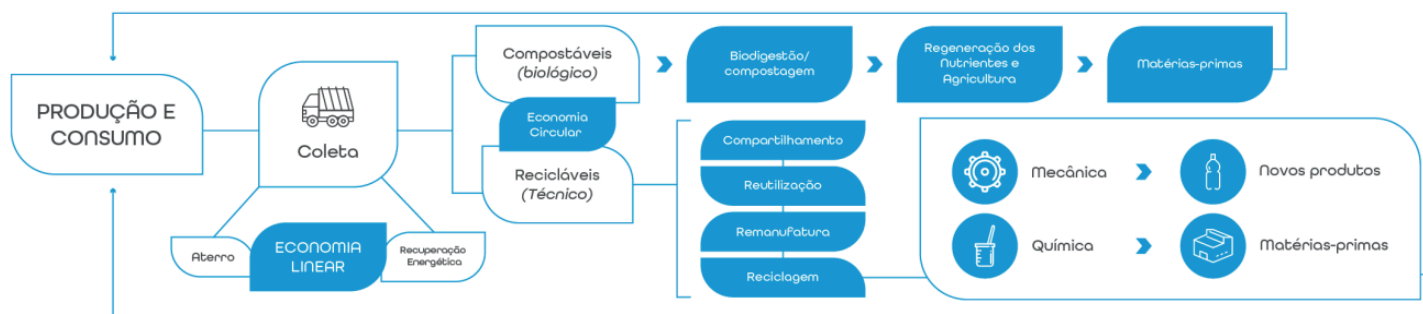 PRODUÇÃO E
CONSUMO
Coleta
Aterro
ECONOMIA
LINEAR
Recuperação
Energética
Compostáveis
(biológico)
Economia
Circular
Recicláveis
(Técnico)
Biodigestão/
compostagem
Regeneração dos
Nutrientes e
Agricultura
Matérias-primas
Compartilhamento
Reutilização
Remanufatura
Reciclagem
Mecânica
Novos produtos
Química
Matérias-primas